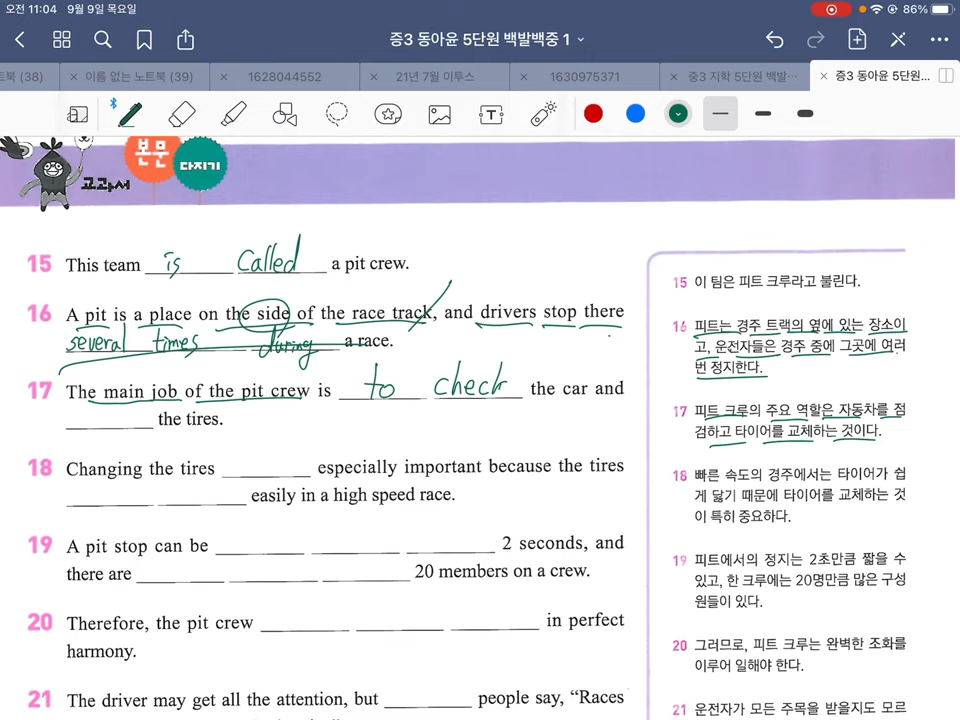 오전 11:04 9월 9일 목요일 86%
증3 동아윤 5단원 백발백중 1
트북 (38) 이름 없는 노트북 (39) 1628044552 21년 7월 이투스 1630975371 중3 지학 5단원 백발… 증3 동아윤 5단원...
본문 다지기
교과서
15 This team is called a pit crew.
16 A pit is a place on the side of the race track, and drivers stop there
several times during a race.
17 The main job of the pit crew is to check the car and
the tires.
18 Changing the tires especially important because the tires
easily in a high speed race.
19 A pit stop can be 2 seconds, and
there are 20 members on a crew.
20 Therefore, the pit crew in perfect
harmony.
21 The driver may get all the attention, but people say, “Races
15 이 팀은 피트 크루라고 불린다.
16 피트는 경주 트랙의 옆에 있는 장소이
고, 운전자들은 경주 중에 그곳에 여러
번 정지한다.
17 피트 크루의 주요 역할은 자동차를 점
검하고 타이어를 교체하는 것이다.
18 빠른 속도의 경주에서는 타이어가 쉽
게 닳기 때문에 타이어를 교체하는 것
이 특히 중요하다.
19 피트에서의 정지는 2초만큼 짧을 수
있고, 한 크루에는 20명만큼 많은 구성
원들이 있다.
20 그러므로, 피트 크루는 완벽한 조화를
이루어 일해야 한다.
21 운전자가 모든 주목을 받을지도 모르